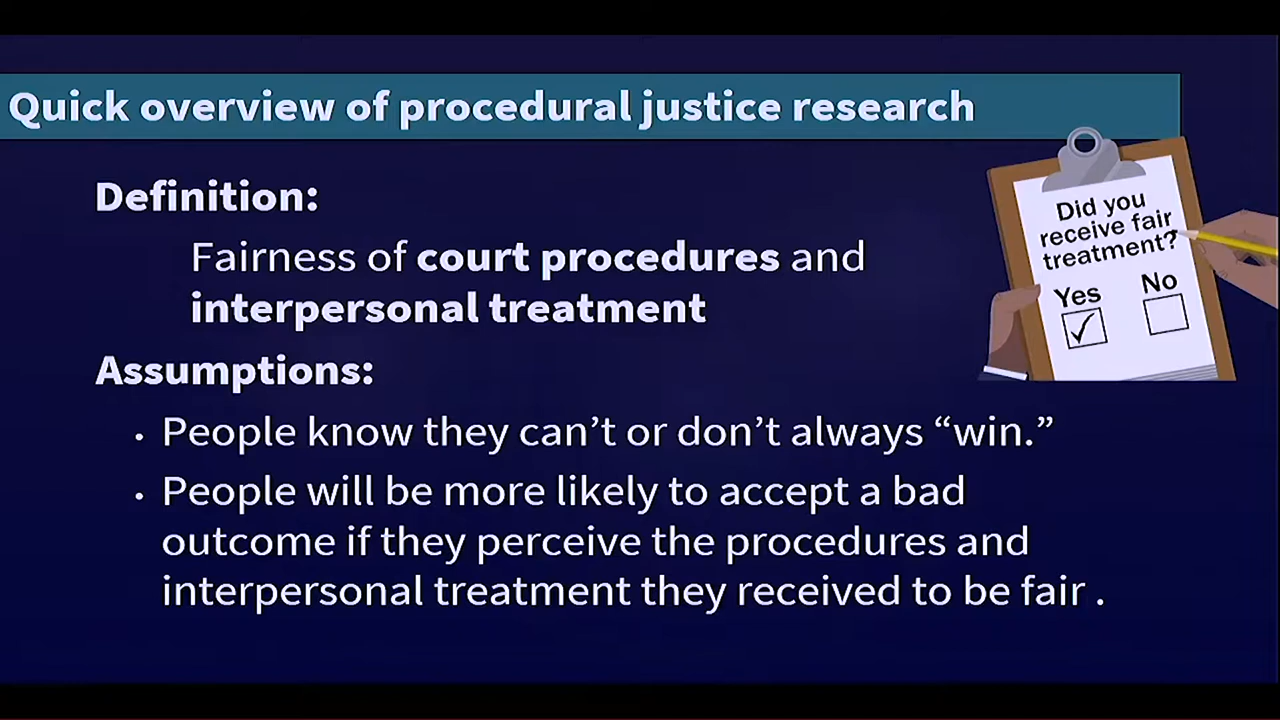 Quick overview of procedural justice research
Definition:
Fairness of court procedures and
interpersonal treatment
Assumptions:
• People know they can’t or don’t always “win.”
• People will be more likely to accept a bad
outcome if they perceive the procedures and
interpersonal treatment they received to be fair .
Did you
receive fair
treatment?
Yes No